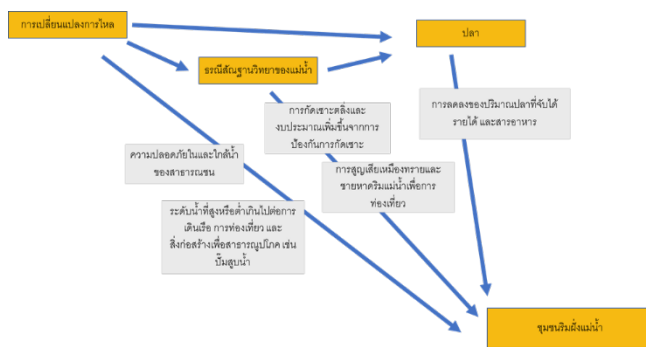 การเปลี่ยนแปลงการไหล
ปลา
ธรณีสัณฐานวิทยาของแม่น้ำ
การกัดเซาะตลิ่งและ
งบประมาณเพิ่มขึ้นจากการ
ป้องกันการกัดเซาะ
การลดลงของปริมาณปลาที่จับได้
รายได้ และสารอาหาร
ความปลอดภัยในและใกล้น้ำ
ของสาธารณชน
การสูญเสียเหมืองทรายและ
ชายหาดริมแม่น้ำเพื่อการ
ท่องเที่ยว
ระดับน้ำที่สูงหรือต่ำเกินไปต่อการ
เดินเรือ การท่องเที่ยว และ
สิ่งก่อสร้างเพื่อสาธารณูปโภค เช่น
ปั๊มสูบน้ำ
ชุมชนริมฝั่งแม่น้ำ